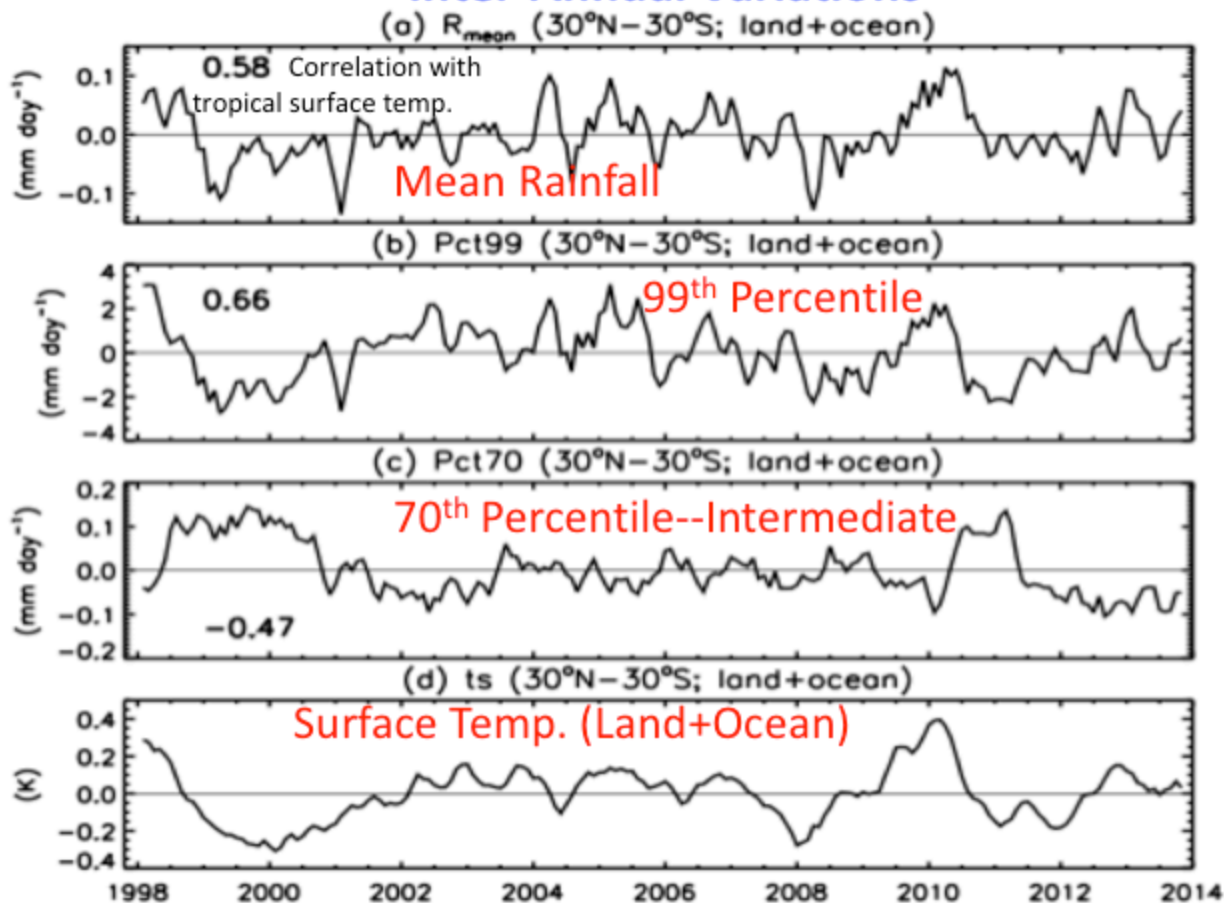 (a) Rmean (30°N−30°S; land+ocean)
0.58 Correlation with
tropical surface temp.
0.1
0.0
−0.1
(mm day⁻¹)
Mean Rainfall
(b) Pct99 (30°N−30°S; land+ocean)
4
2
0
−2
−4
(mm day⁻¹)
0.66
99th Percentile
(c) Pct70 (30°N−30°S; land+ocean)
0.2
0.1
0.0
−0.1
−0.2
(mm day⁻¹)
70th Percentile--Intermediate
−0.47
(d) ts (30°N−30°S; land+ocean)
Surface Temp. (Land+Ocean)
0.4
0.2
0.0
−0.2
−0.4
(K)
1998 2000 2002 2004 2006 2008 2010 2012 2014